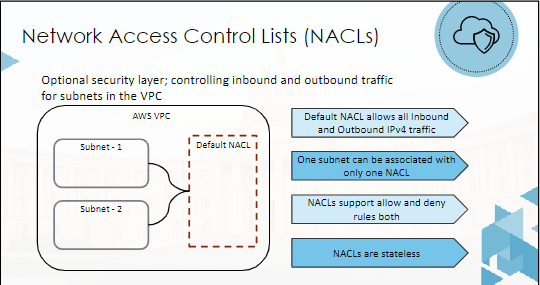 Network Access Control Lists (NACLs)
Optional security layer; controlling inbound and outbound traffic
for subnets in the VPC
AWS VPC
Subnet - 1
Default NACL
Subnet - 2
Default NACL allows all Inbound
and Outbound IPv4 traffic
One subnet can be associated with
only one NACL
NACLs support allow and deny
rules both
NACLs are stateless